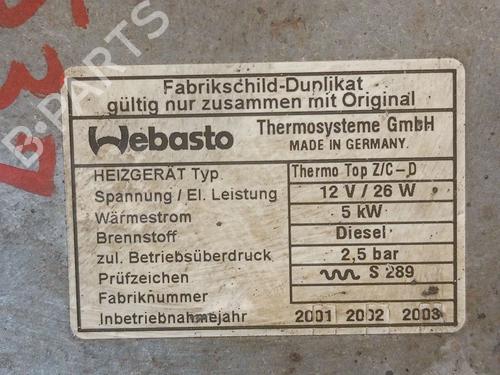 B-PARTS
Fabrikschild-Duplikat
gültig nur zusammen mit Original
Webasto Thermosysteme GmbH
MADE IN GERMANY.
HEIZGERÄT Typ. Thermo Top Z/C-D
Spannung / El. Leistung 12 V / 26 W
Wärmestrom 5 kW
Brennstoff Diesel
zul. Betriebsüberdruck 2,5 bar
Prüfzeichen S 289
Fabriknummer
Inbetriebnahmejahr 2001 2002 2003